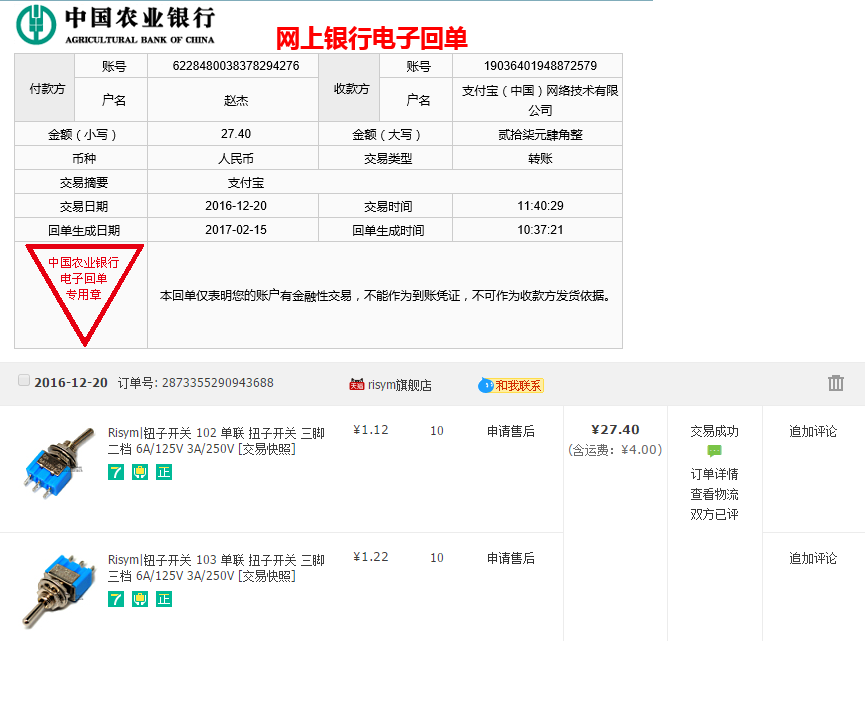 中国农业银行
AGRICULTURAL BANK OF CHINA
网上银行电子回单
付款方 账号 6228480038378294276 收款方 账号 19036401948872579
户名 赵杰 户名 支付宝（中国）网络技术有限
公司
金额（小写） 27.40 金额（大写） 贰拾柒元肆角整
币种 人民币 交易类型 转账
交易摘要 支付宝
交易日期 2016-12-20 交易时间 11:40:29
回单生成日期 2017-02-15 回单生成时间 10:37:21
中国农业银行
电子回单
专用章
本回单仅表明您的账户有金融性交易，不能作为到账凭证，不可作为收款方发货依据。
2016-12-20 订单号: 2873355290943688 天猫 risym旗舰店 和我联系
Risym|钮子开关 102 单联 扭子开关 三脚 ¥1.12 10 申请售后 ¥27.40 交易成功 追加评论
二档 6A/125V 3A/250V [交易快照] (含运费: ¥4.00)
7 正 订单详情
查看物流
双方已评
Risym|钮子开关 103 单联 扭子开关 三脚 ¥1.22 10 申请售后 追加评论
三档 6A/125V 3A/250V [交易快照]
7 正